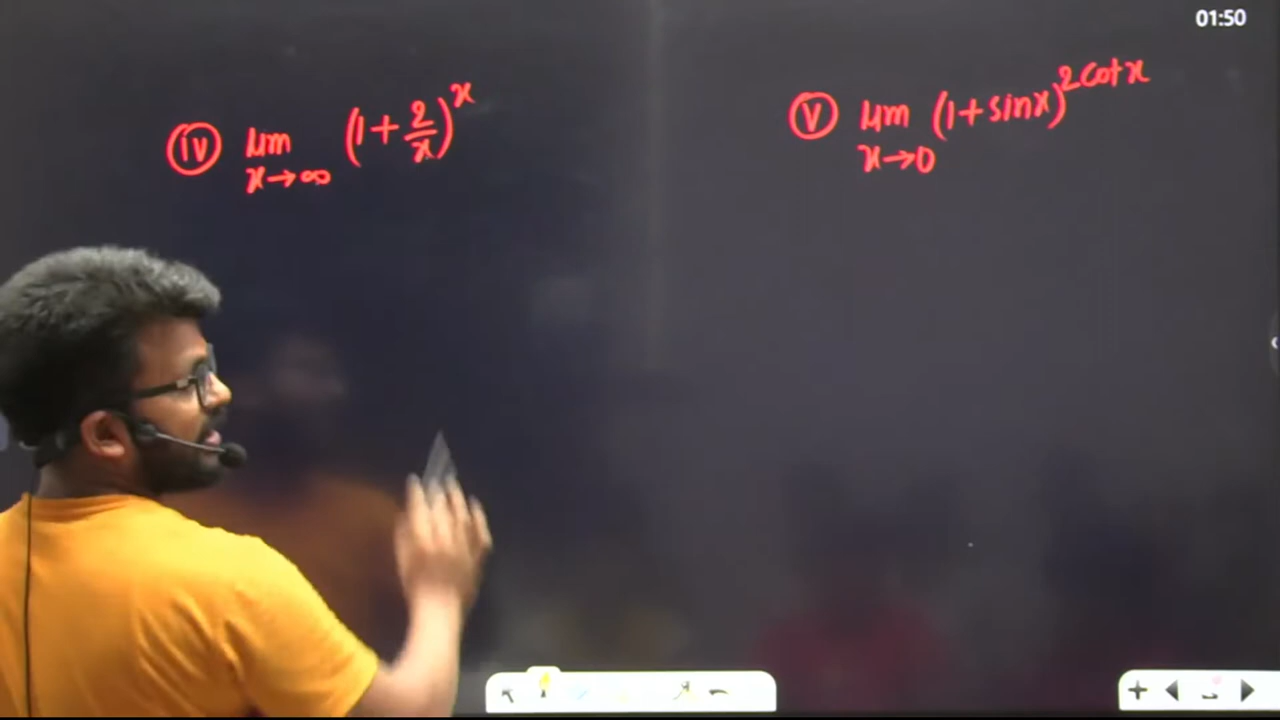 01:50
(iv) lim x→∞ (1+2/x)^x
(v) lim x→0 (1+sinx)^2cotx